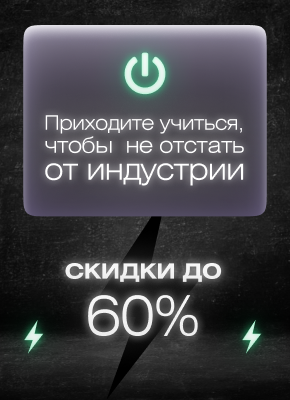 Приходите учиться,
чтобы не отстать
от индустрии
скидки до
60%